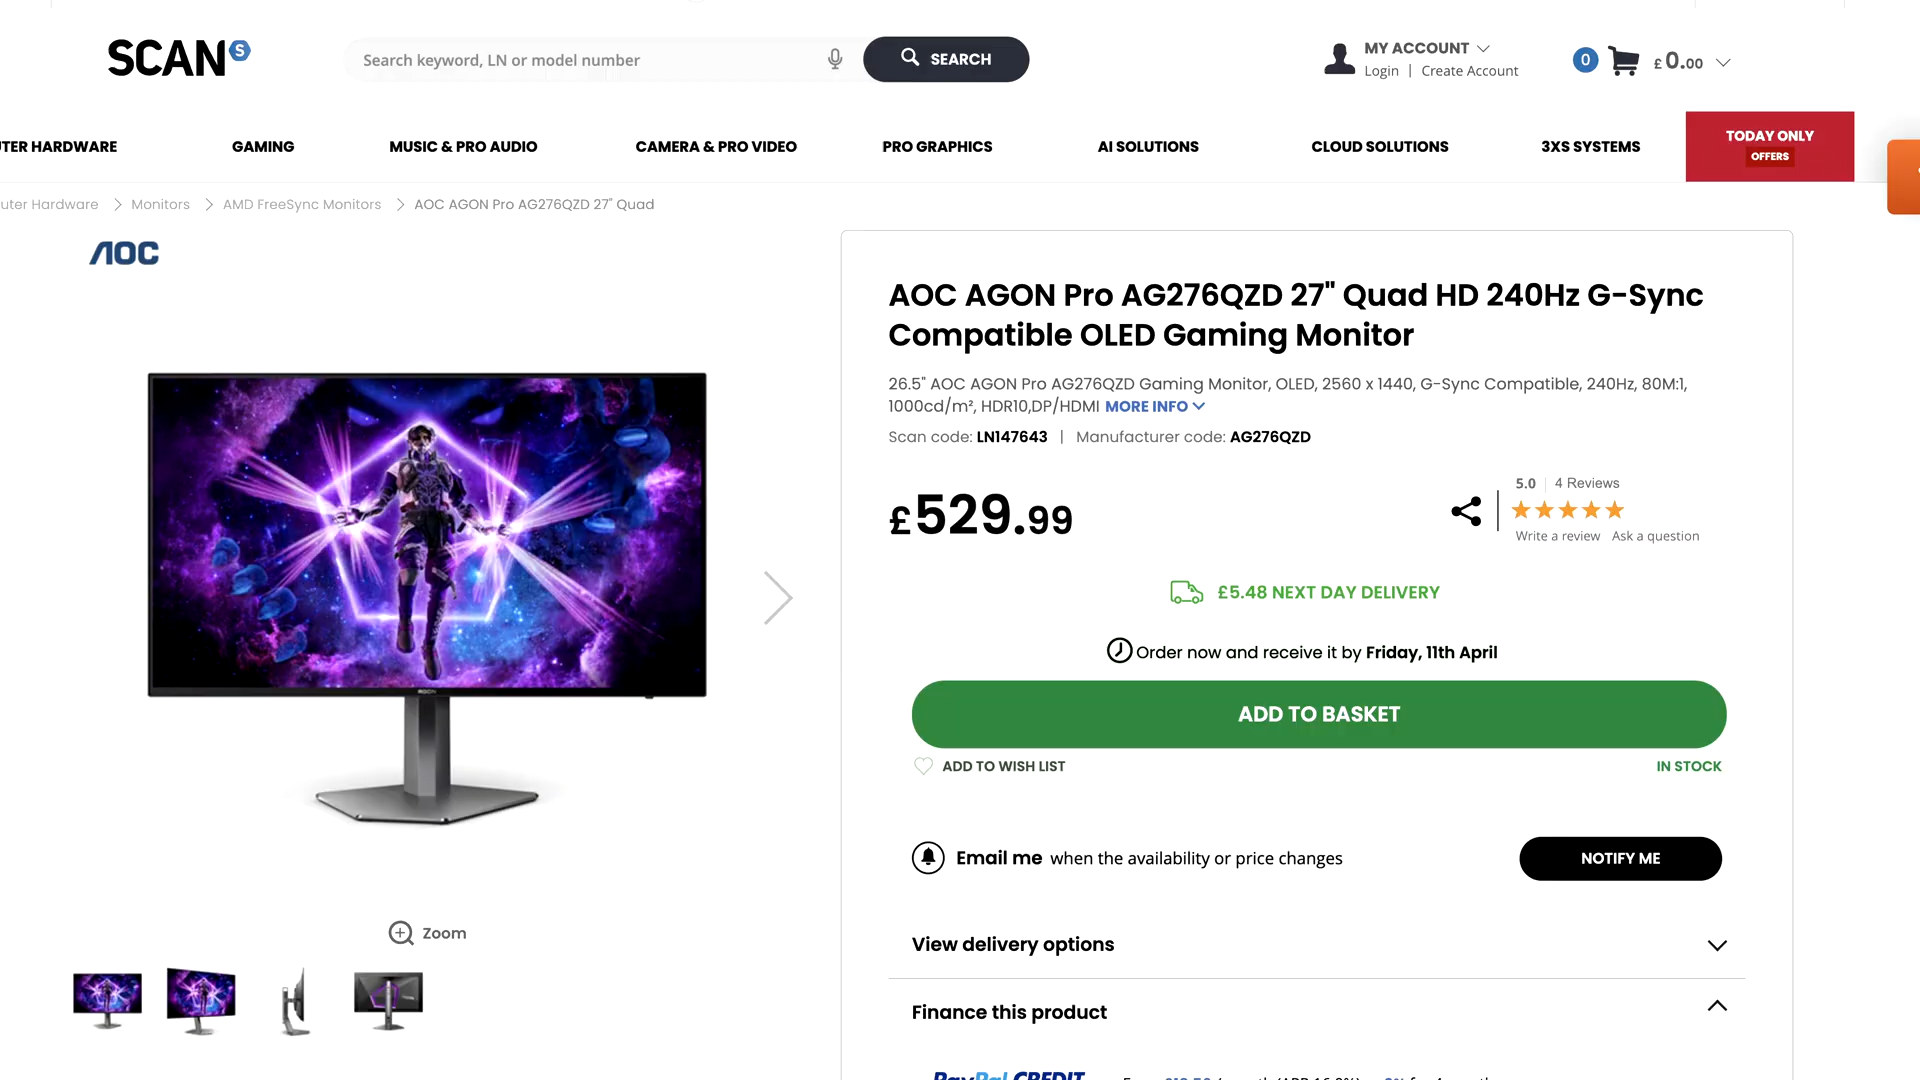 SCAN S
Search keyword, LN or model number
SEARCH
MY ACCOUNT
Login | Create Account
0
£0.00
TER HARDWARE
GAMING
MUSIC & PRO AUDIO
CAMERA & PRO VIDEO
PRO GRAPHICS
AI SOLUTIONS
CLOUD SOLUTIONS
3XS SYSTEMS
TODAY ONLY
OFFERS
uter Hardware > Monitors > AMD FreeSync Monitors > AOC AGON Pro AG276QZD 27" Quad
AOC
AOC AGON Pro AG276QZD 27" Quad HD 240Hz G-Sync
Compatible OLED Gaming Monitor
26.5" AOC AGON Pro AG276QZD Gaming Monitor, OLED, 2560 x 1440, G-Sync Compatible, 240Hz, 80M:1,
1000cd/m², HDR10,DP/HDMI MORE INFO
Scan code: LN147643 | Manufacturer code: AG276QZD
£529.99
5.0 | 4 Reviews
Write a review Ask a question
£5.48 NEXT DAY DELIVERY
Order now and receive it by Friday, 11th April
ADD TO BASKET
ADD TO WISH LIST
IN STOCK
Email me when the availability or price changes
NOTIFY ME
Zoom
View delivery options
Finance this product
PayPal CREDIT